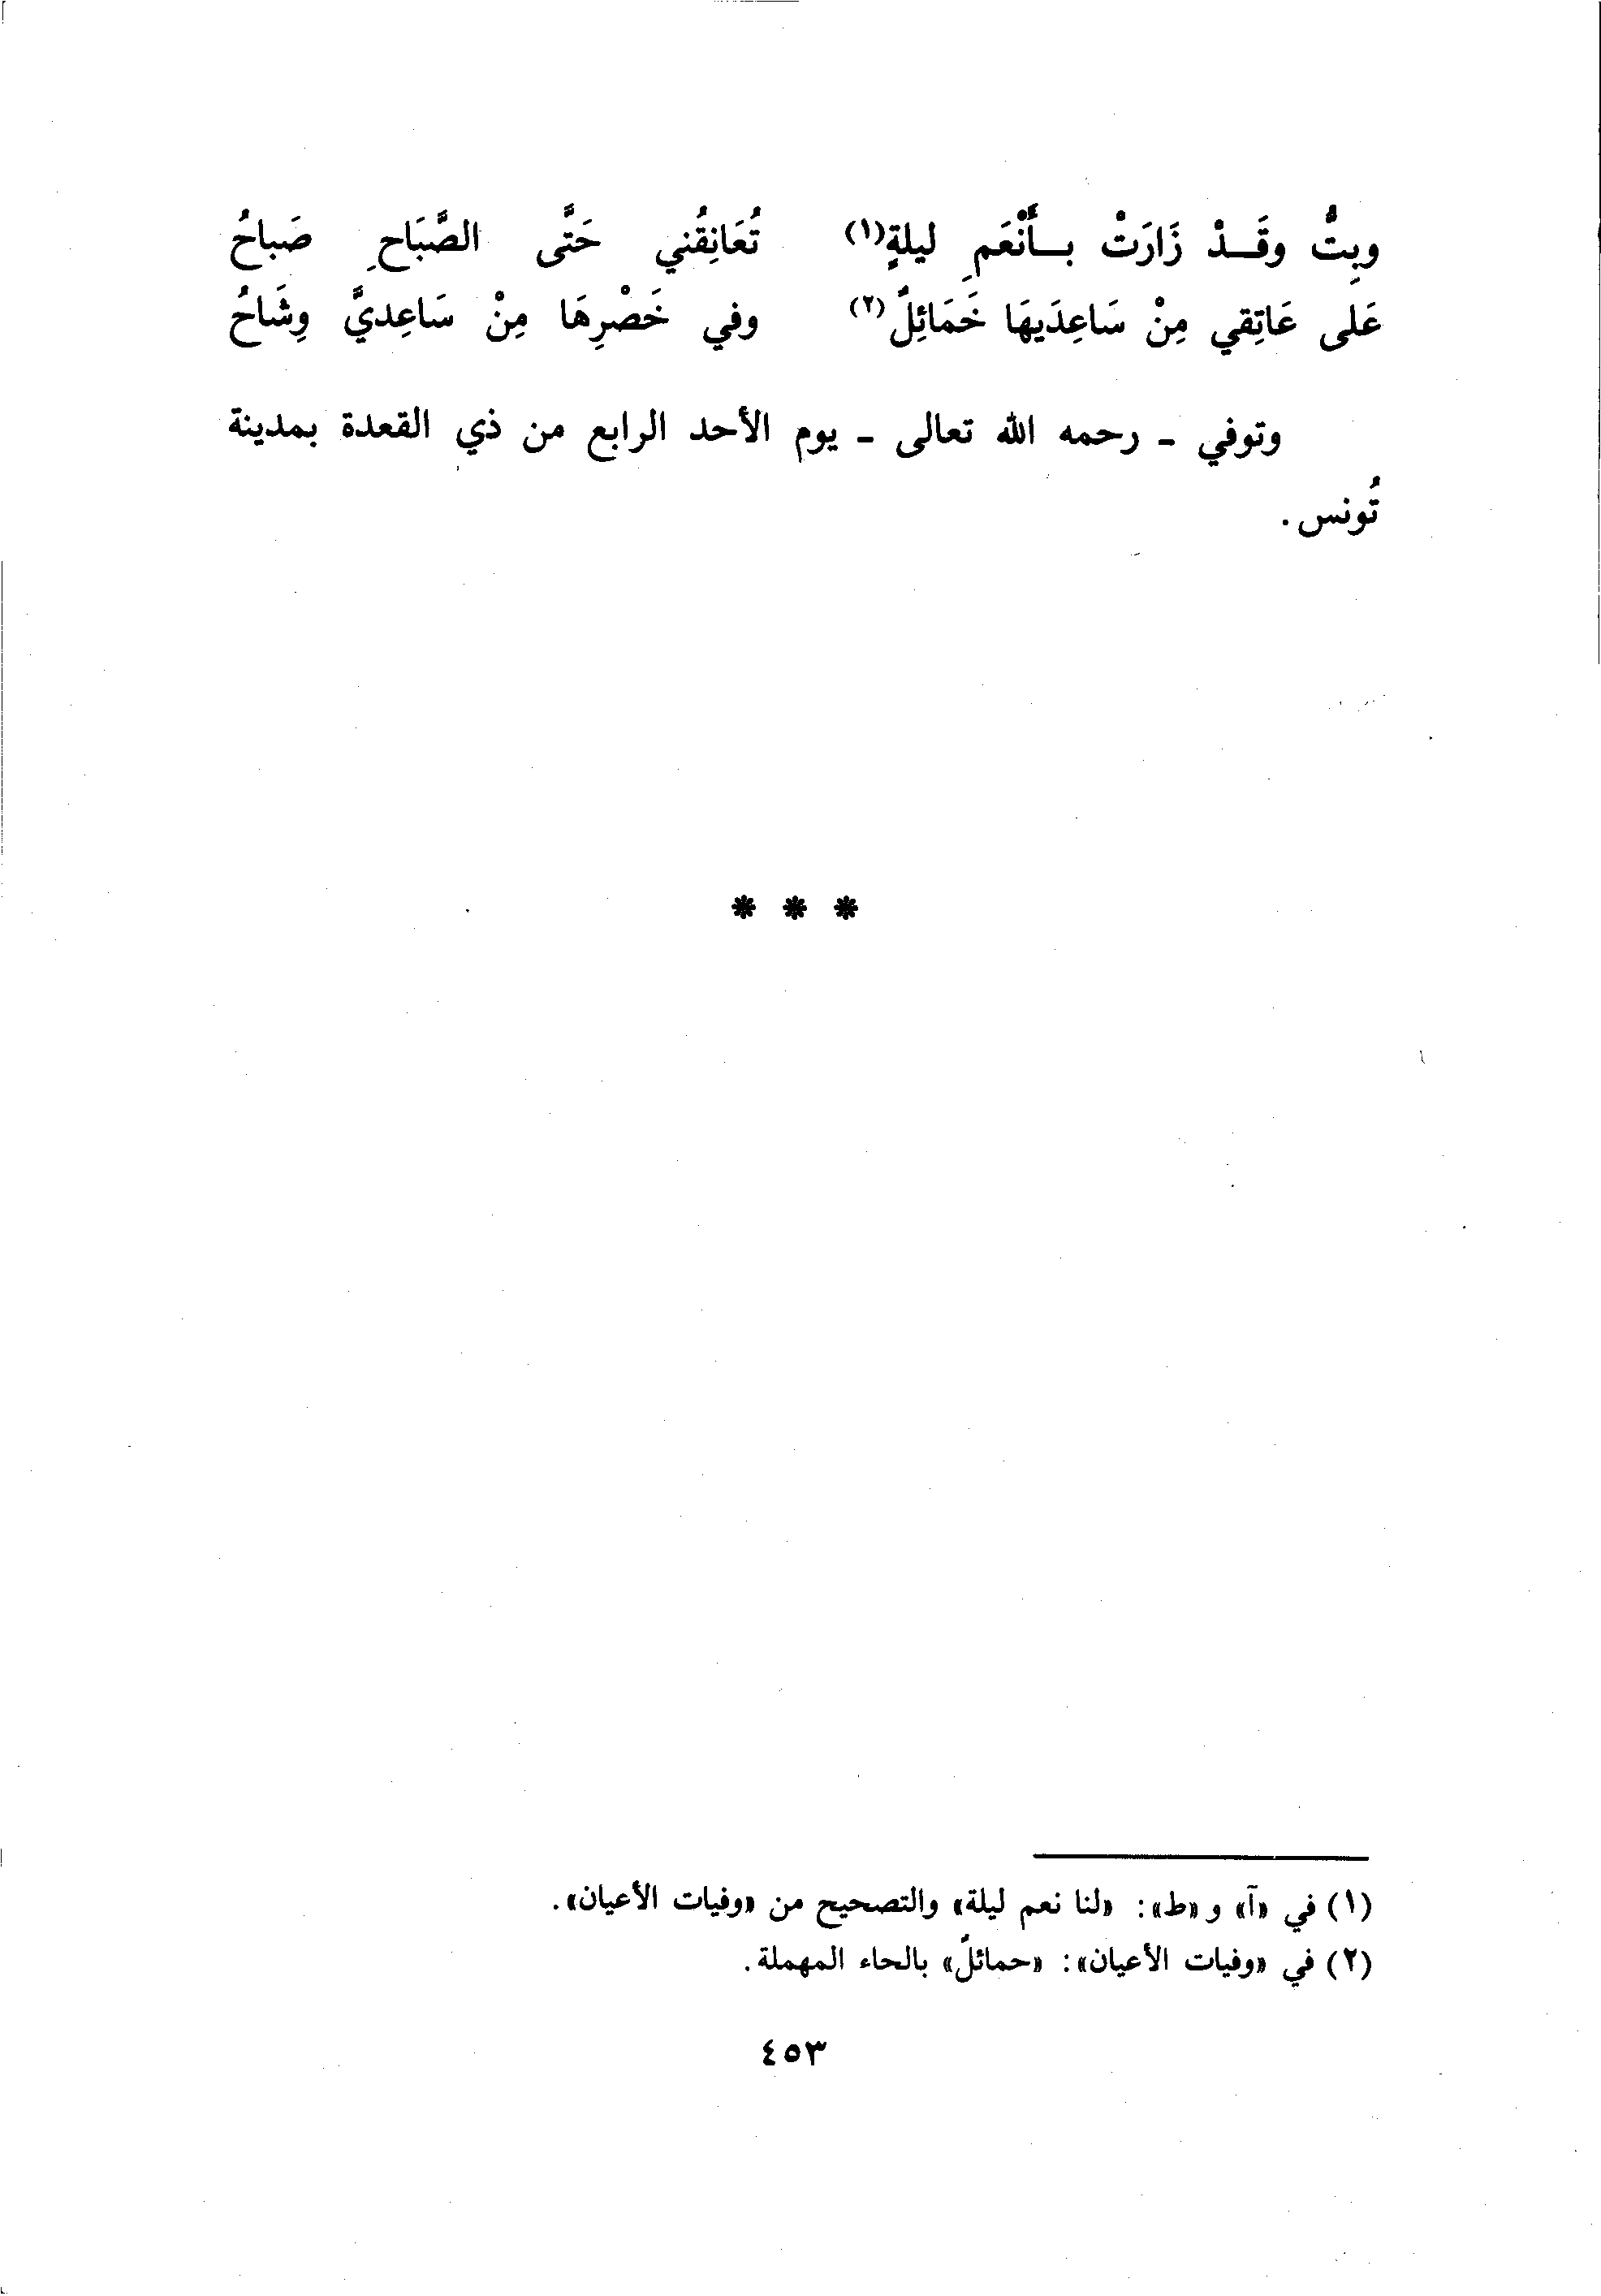 وبِتُّ وقَـدْ زَارَتْ بـأَنْعَمِ ليلةٍ(١) تُعَانِقُني حَتَّى الصَّبَاحِ صَباحُ
عَلى عَاتِقي مِنْ سَاعِدَيهَا خَمَائِلٌ(٢) وفي خَصْرِهَا مِنْ سَاعِديَّ وِشَاحُ
وتوفي ـ رحمه الله تعالى ـ يوم الأحد الرابع من ذي القعدة بمدينة
تُونس.
* * *
(١) في «آ» و«ط»: «لنا نعم ليلة» والتصحيح من «وفيات الأعيان».
(٢) في «وفيات الأعيان»: «حمائلٌ» بالحاء المهملة.
٤٥٣